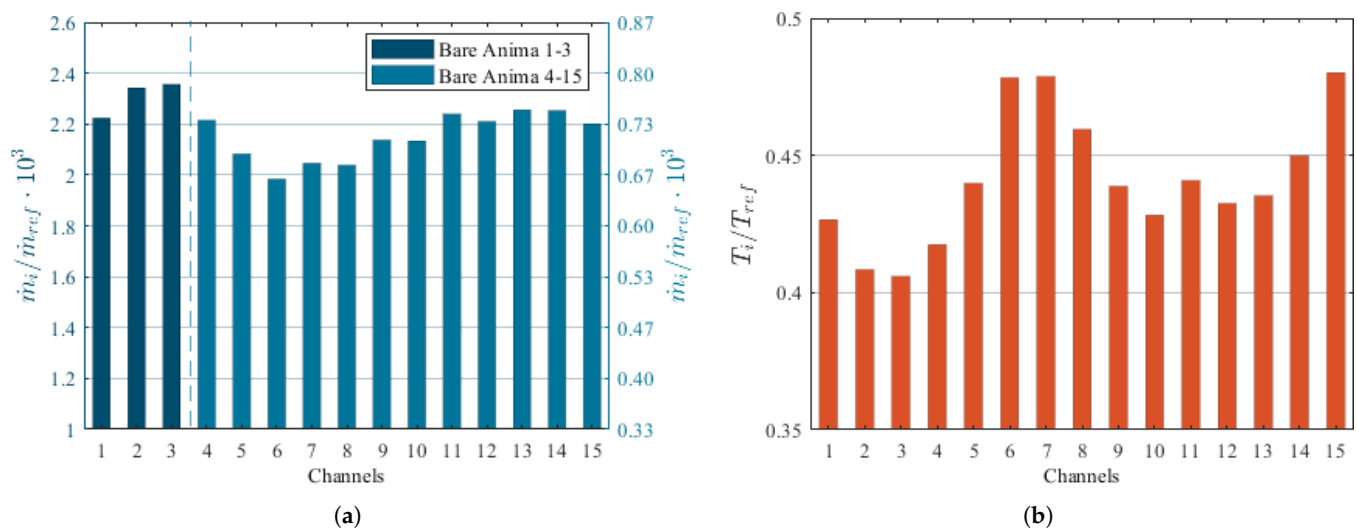 2.6
2.4
2.2
2
1.8
1.6
1.4
1.2
1
ṁᵢ/ṁ_ref · 10³
Bare Anima 1-3
Bare Anima 4-15
0.87
0.80
0.73
0.67
0.60
0.53
0.47
0.40
0.33
ṁᵢ/ṁ_ref · 10³
1 2 3 4 5 6 7 8 9 10 11 12 13 14 15
Channels
(a)
0.5
0.45
0.4
0.35
Tᵢ/T_ref
1 2 3 4 5 6 7 8 9 10 11 12 13 14 15
Channels
(b)